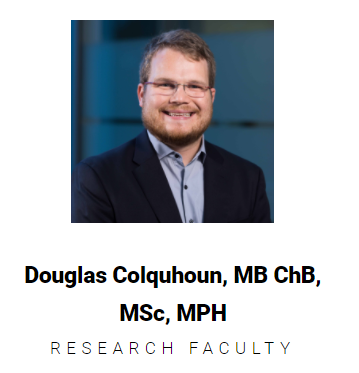 Douglas Colquhoun, MB ChB,
MSc, MPH
RESEARCH FACULTY